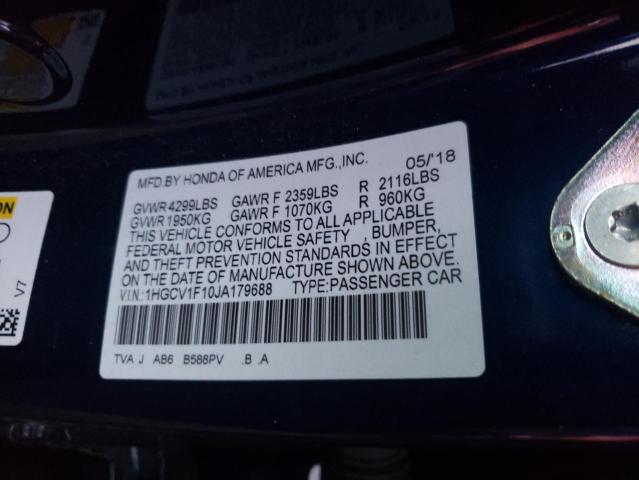 MFD.BY HONDA OF AMERICA MFG.,INC. 05/'18
GVWR 4299LBS GAWR F 2359LBS R 2116LBS
GVWR 1950KG GAWR F 1070KG R 960KG
THIS VEHICLE CONFORMS TO ALL APPLICABLE
FEDERAL MOTOR VEHICLE SAFETY , BUMPER,
AND THEFT PREVENTION STANDARDS IN EFFECT
ON THE DATE OF MANUFACTURE SHOWN ABOVE.
V.I.N.:1HGCV1F10JA179688 TYPE:PASSENGER CAR
TVA J AB6 B588PV .B .A
ON
V7